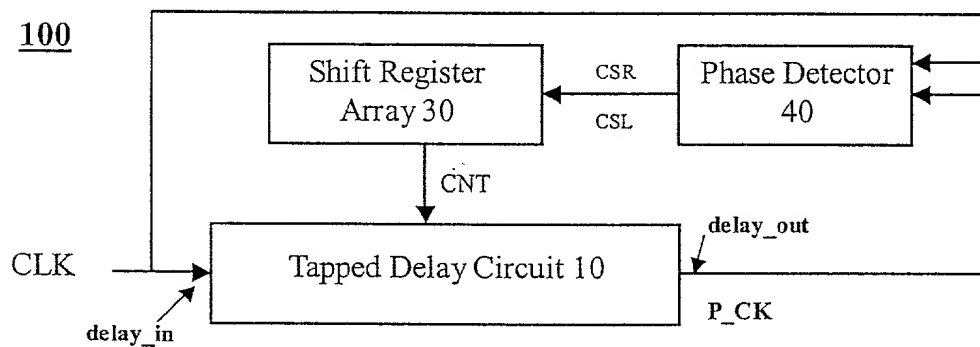 100
Shift Register
Array 30
CSR
CSL
Phase Detector
40
CNT
CLK
delay_in
Tapped Delay Circuit 10
delay_out
P_CK